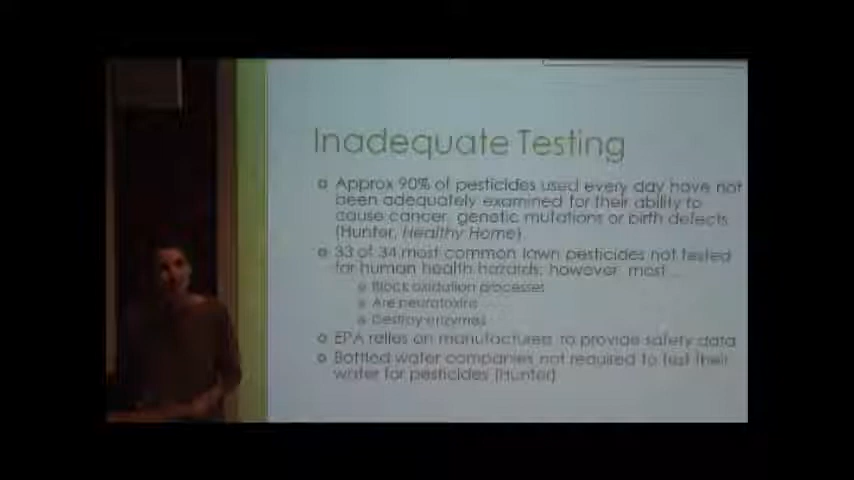 Inadequate Testing
Approx 90% of pesticides used every day have not
been adequately examined for their ability to
cause cancer, genetic mutations or birth defects
(Hunter, Healthy Home)
33 of 34 most common lawn pesticides not tested
for human health hazards; however, most
Block oxidation processes
Are neurotoxins
Destroy enzymes
EPA relies on manufacturers to provide safety data
Bottled water companies not required to test their
water for pesticides (Hunter)